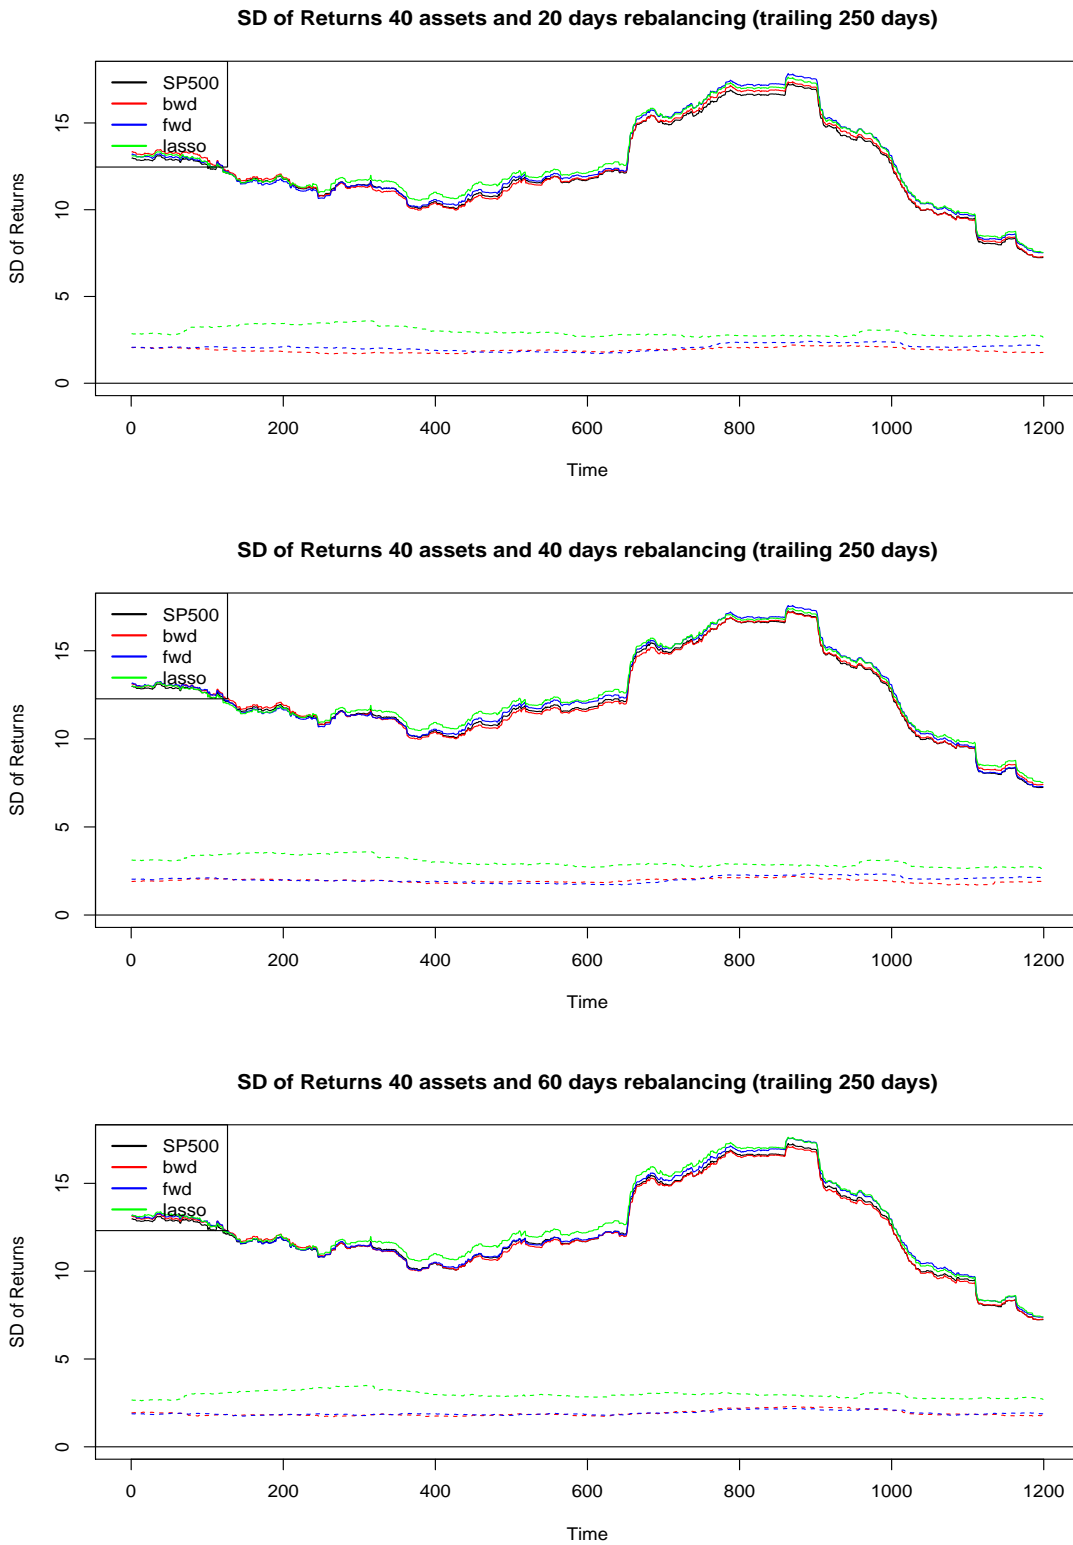 SD of Returns 40 assets and 20 days rebalancing (trailing 250 days)
SP500
bwd
fwd
lasso
SD of Returns
0 5 10 15
0 200 400 600 800 1000 1200
Time
SD of Returns 40 assets and 40 days rebalancing (trailing 250 days)
SP500
bwd
fwd
lasso
SD of Returns
0 5 10 15
0 200 400 600 800 1000 1200
Time
SD of Returns 40 assets and 60 days rebalancing (trailing 250 days)
SP500
bwd
fwd
lasso
SD of Returns
0 5 10 15
0 200 400 600 800 1000 1200
Time